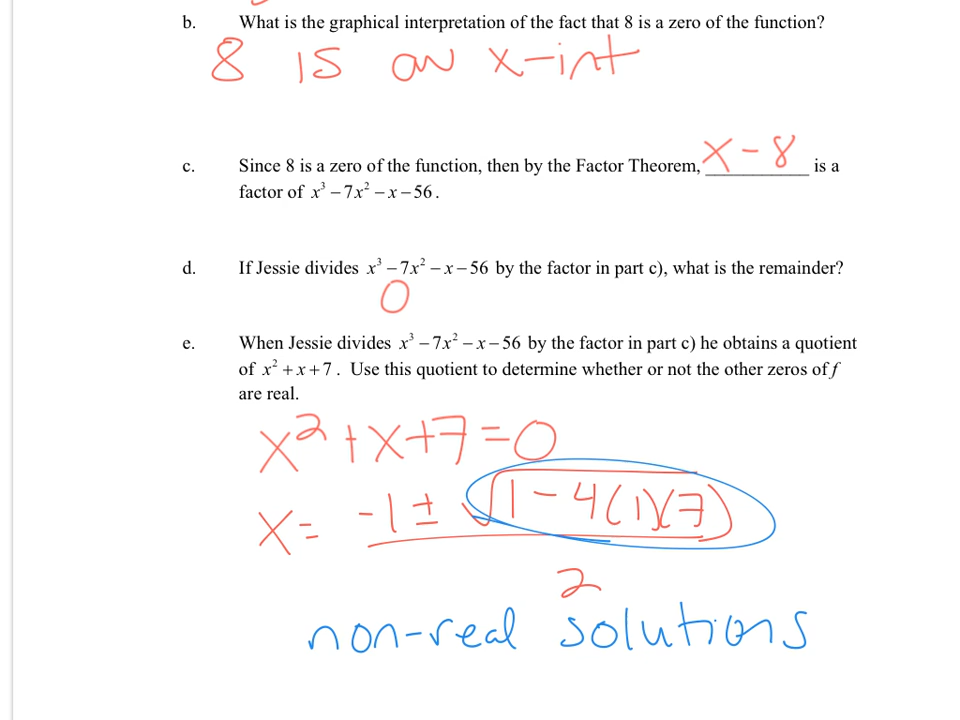 b. What is the graphical interpretation of the fact that 8 is a zero of the function?
8 is an x-int
x-8
c. Since 8 is a zero of the function, then by the Factor Theorem, __________ is a
factor of x³ – 7x² – x – 56.
d. If Jessie divides x³ – 7x² – x – 56 by the factor in part c), what is the remainder?
0
e. When Jessie divides x³ – 7x² – x – 56 by the factor in part c) he obtains a quotient
of x² + x + 7. Use this quotient to determine whether or not the other zeros of f
are real.
x² + x + 7 = 0
x = -1 ± √1 - 4(1)(7)
2
non-real solutions